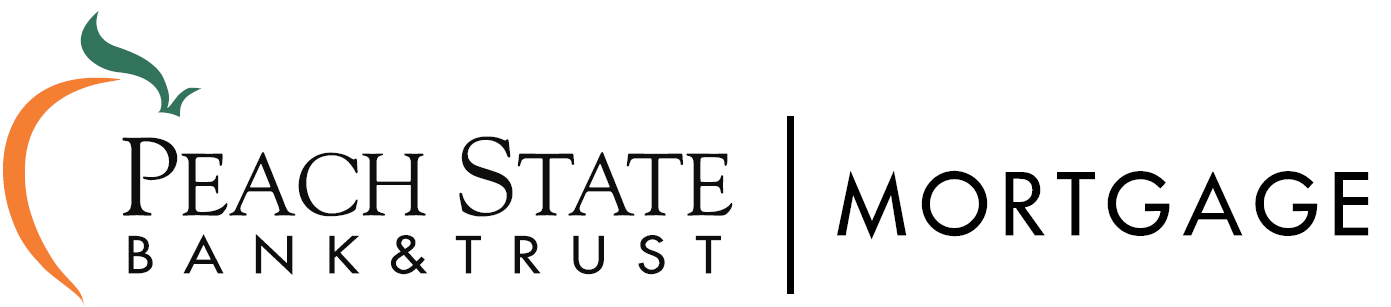 PEACH STATE
BANK & TRUST
MORTGAGE